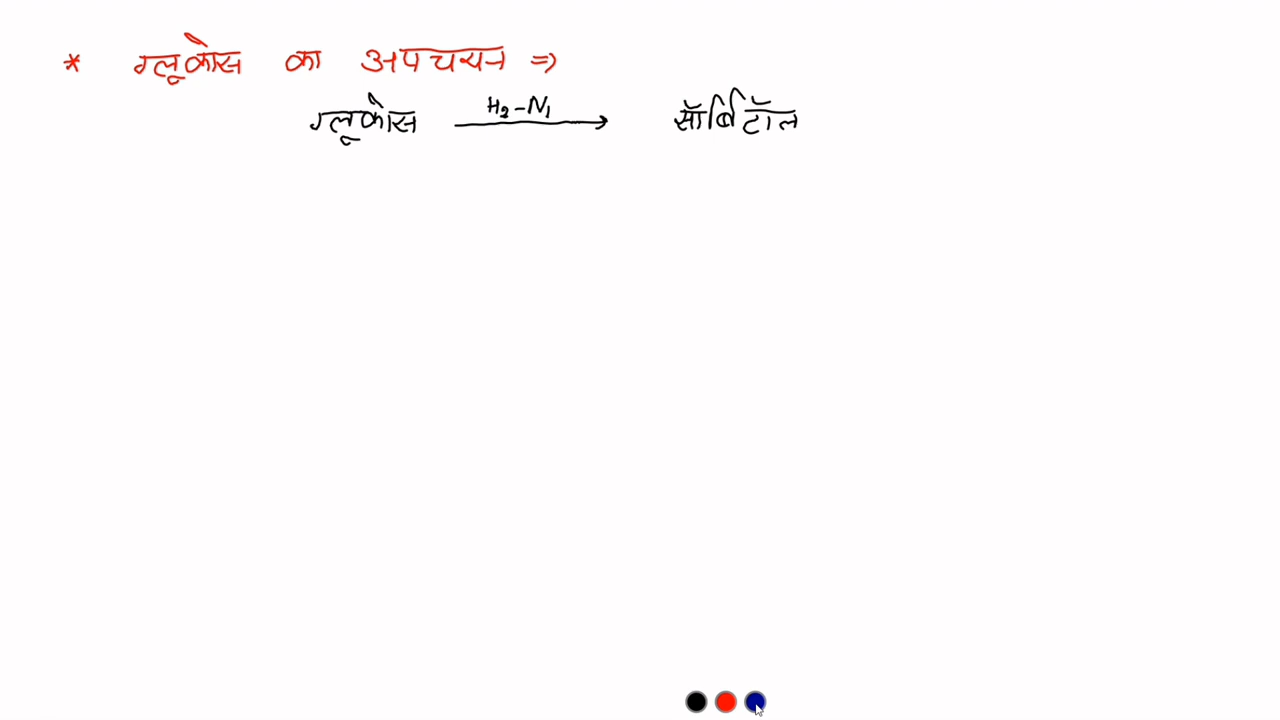 * ग्लूकोस का अपचयन ⇒
ग्लूकोस H₂-Ni → सॉर्बिटॉल